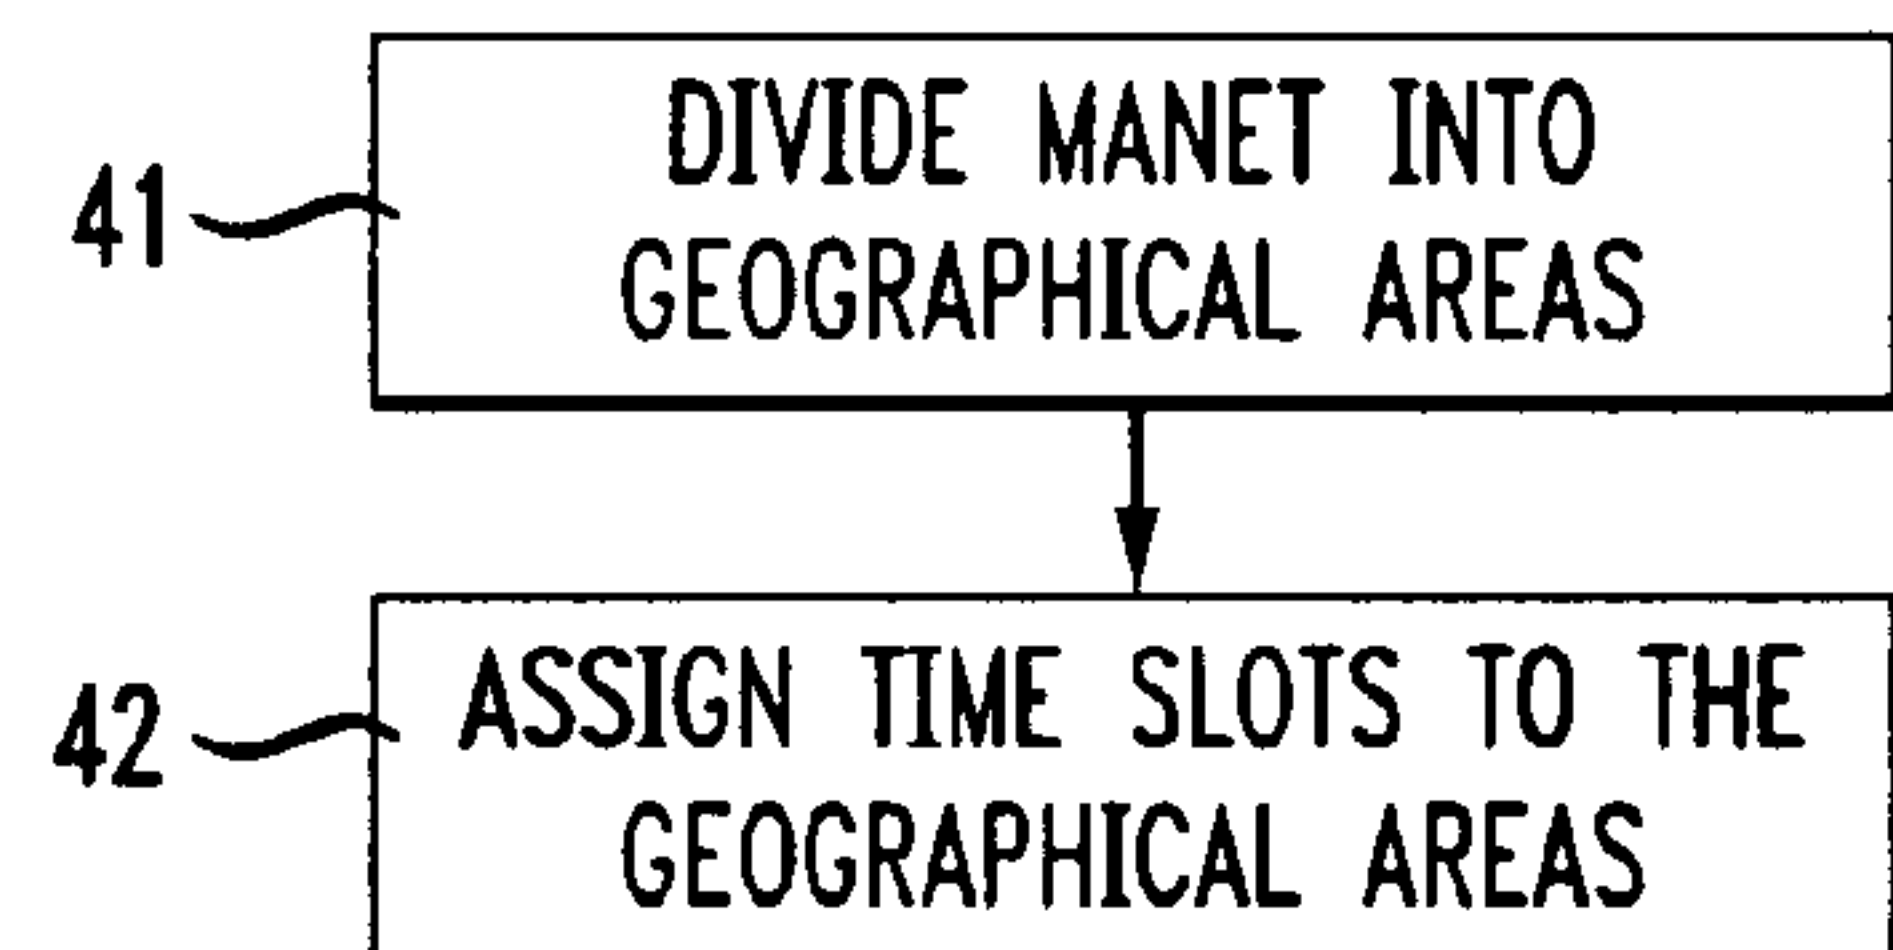 41
DIVIDE MANET INTO
GEOGRAPHICAL AREAS
42
ASSIGN TIME SLOTS TO THE
GEOGRAPHICAL AREAS